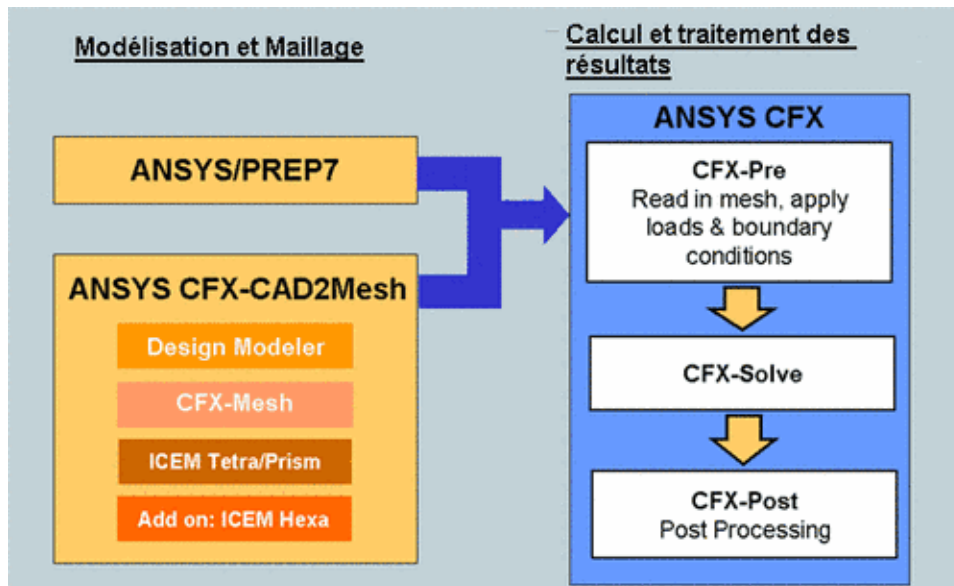 Modélisation et Maillage
ANSYS/PREP7
ANSYS CFX-CAD2Mesh
Design Modeler
CFX-Mesh
ICEM Tetra/Prism
Add on: ICEM Hexa
Calcul et traitement des
résultats
ANSYS CFX
CFX-Pre
Read in mesh, apply
loads & boundary
conditions
CFX-Solve
CFX-Post
Post Processing